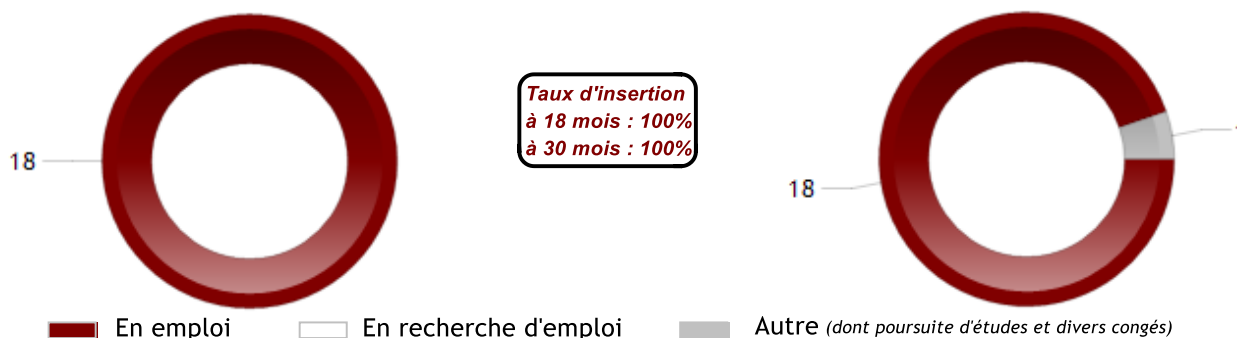 Taux d'insertion
à 18 mois : 100%
à 30 mois : 100%
18
18
En emploi
En recherche d'emploi
Autre (dont poursuite d'études et divers congés)